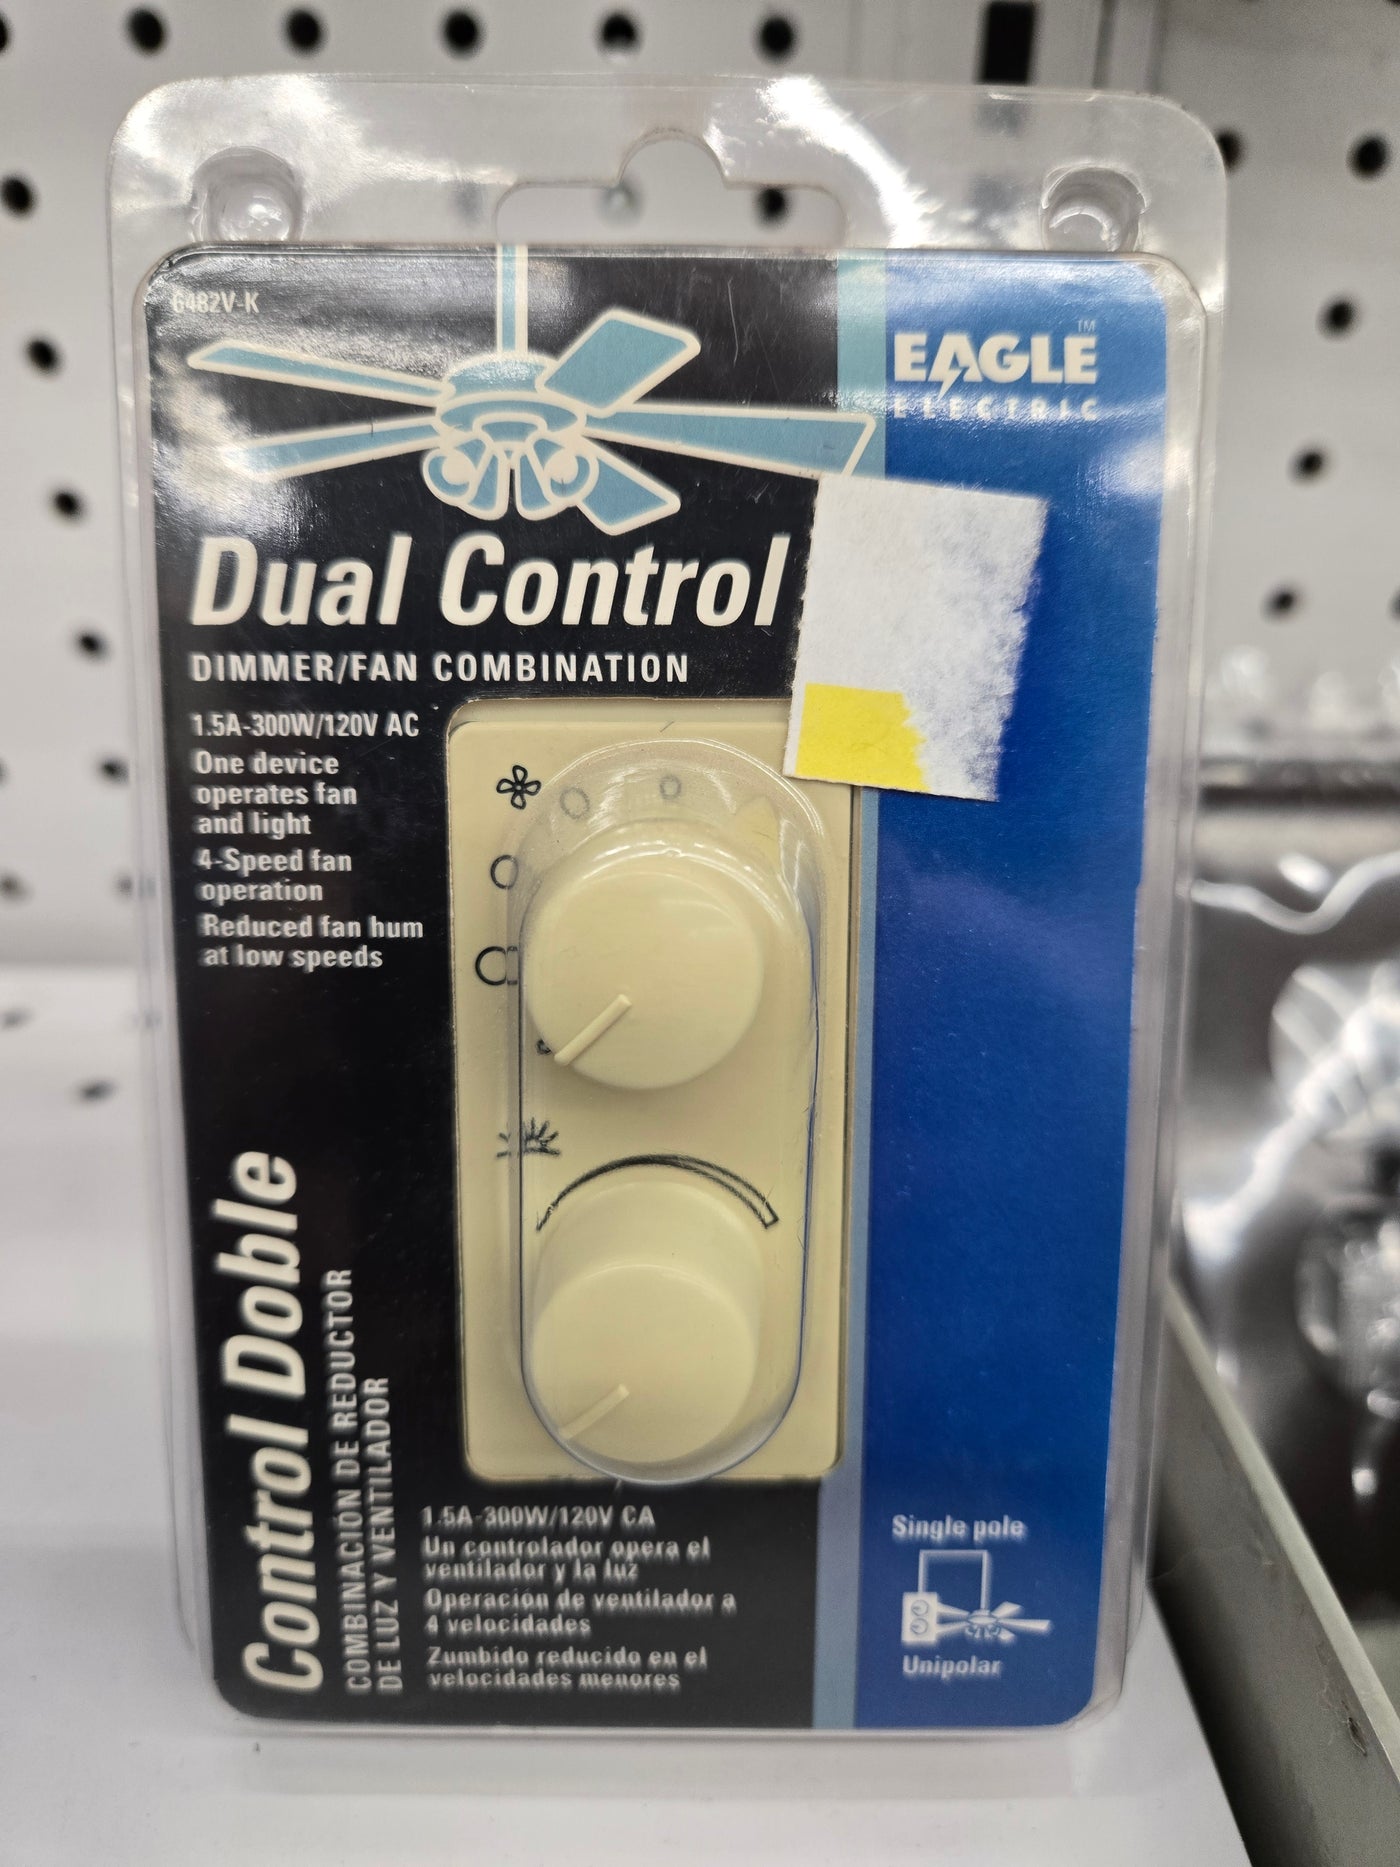 6482V-K
EAGLE™
ELECTRIC
Dual Control
DIMMER/FAN COMBINATION
1.5A-300W/120V AC
One device
operates fan
and light
4-Speed fan
operation
Reduced fan hum
at low speeds
Control Doble
COMBINACIÓN DE REDUCTOR
DE LUZ Y VENTILADOR
1.5A-300W/120V CA
Un controlador opera el
ventilador y la luz
Operación de ventilador a
4 velocidades
Zumbido reducido en el
velocidades menores
Single pole
Unipolar